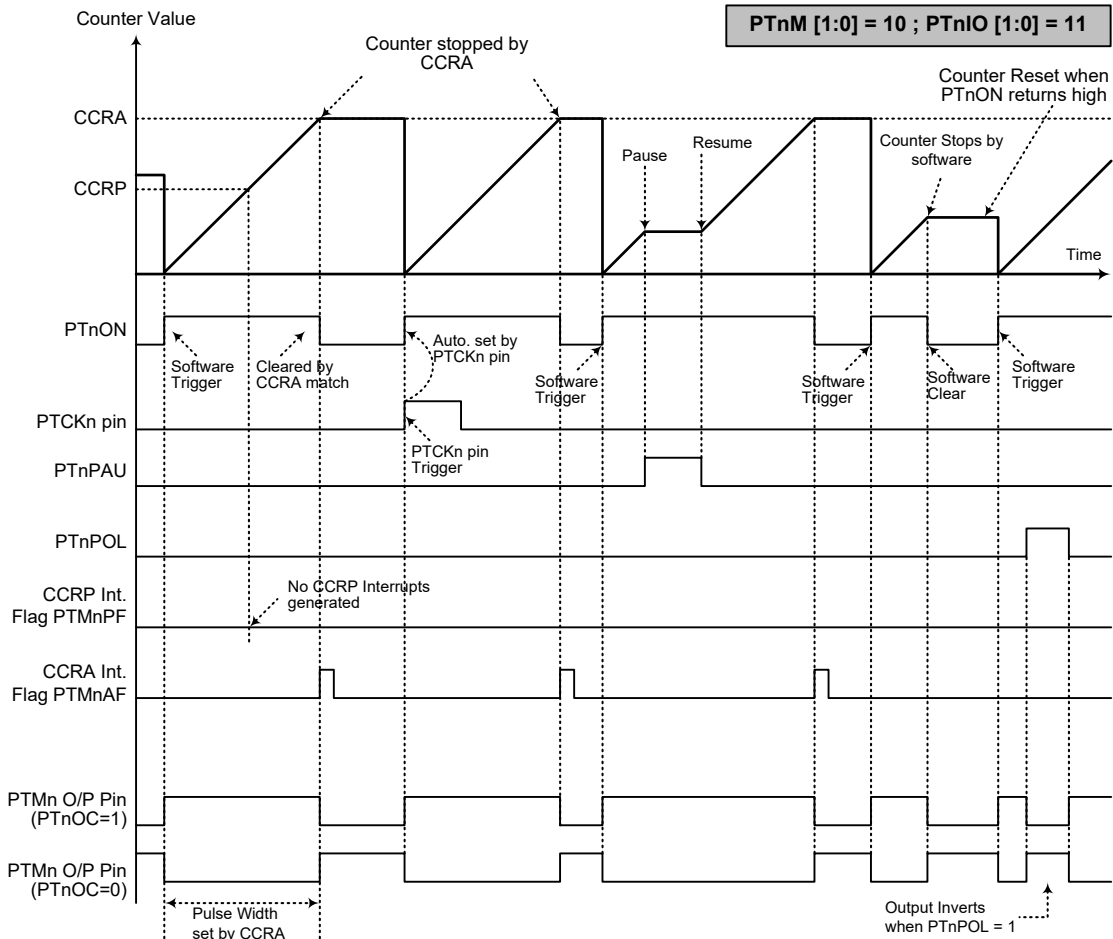 Counter Value
PTnM [1:0] = 10 ; PTnIO [1:0] = 11
Counter stopped by
CCRA
Counter Reset when
PTnON returns high
CCRA
Pause
Resume
Counter Stops by
software
CCRP
Time
PTnON
Software
Trigger
Cleared by
CCRA match
Auto. set by
PTCKn pin
Software
Trigger
Software
Trigger
Software
Clear
Software
Trigger
PTCKn pin
PTCKn pin
Trigger
PTnPAU
PTnPOL
CCRP Int.
Flag PTMnPF
No CCRP Interrupts
generated
CCRA Int.
Flag PTMnAF
PTMn O/P Pin
(PTnOC=1)
PTMn O/P Pin
(PTnOC=0)
Pulse Width
set by CCRA
Output Inverts
when PTnPOL = 1